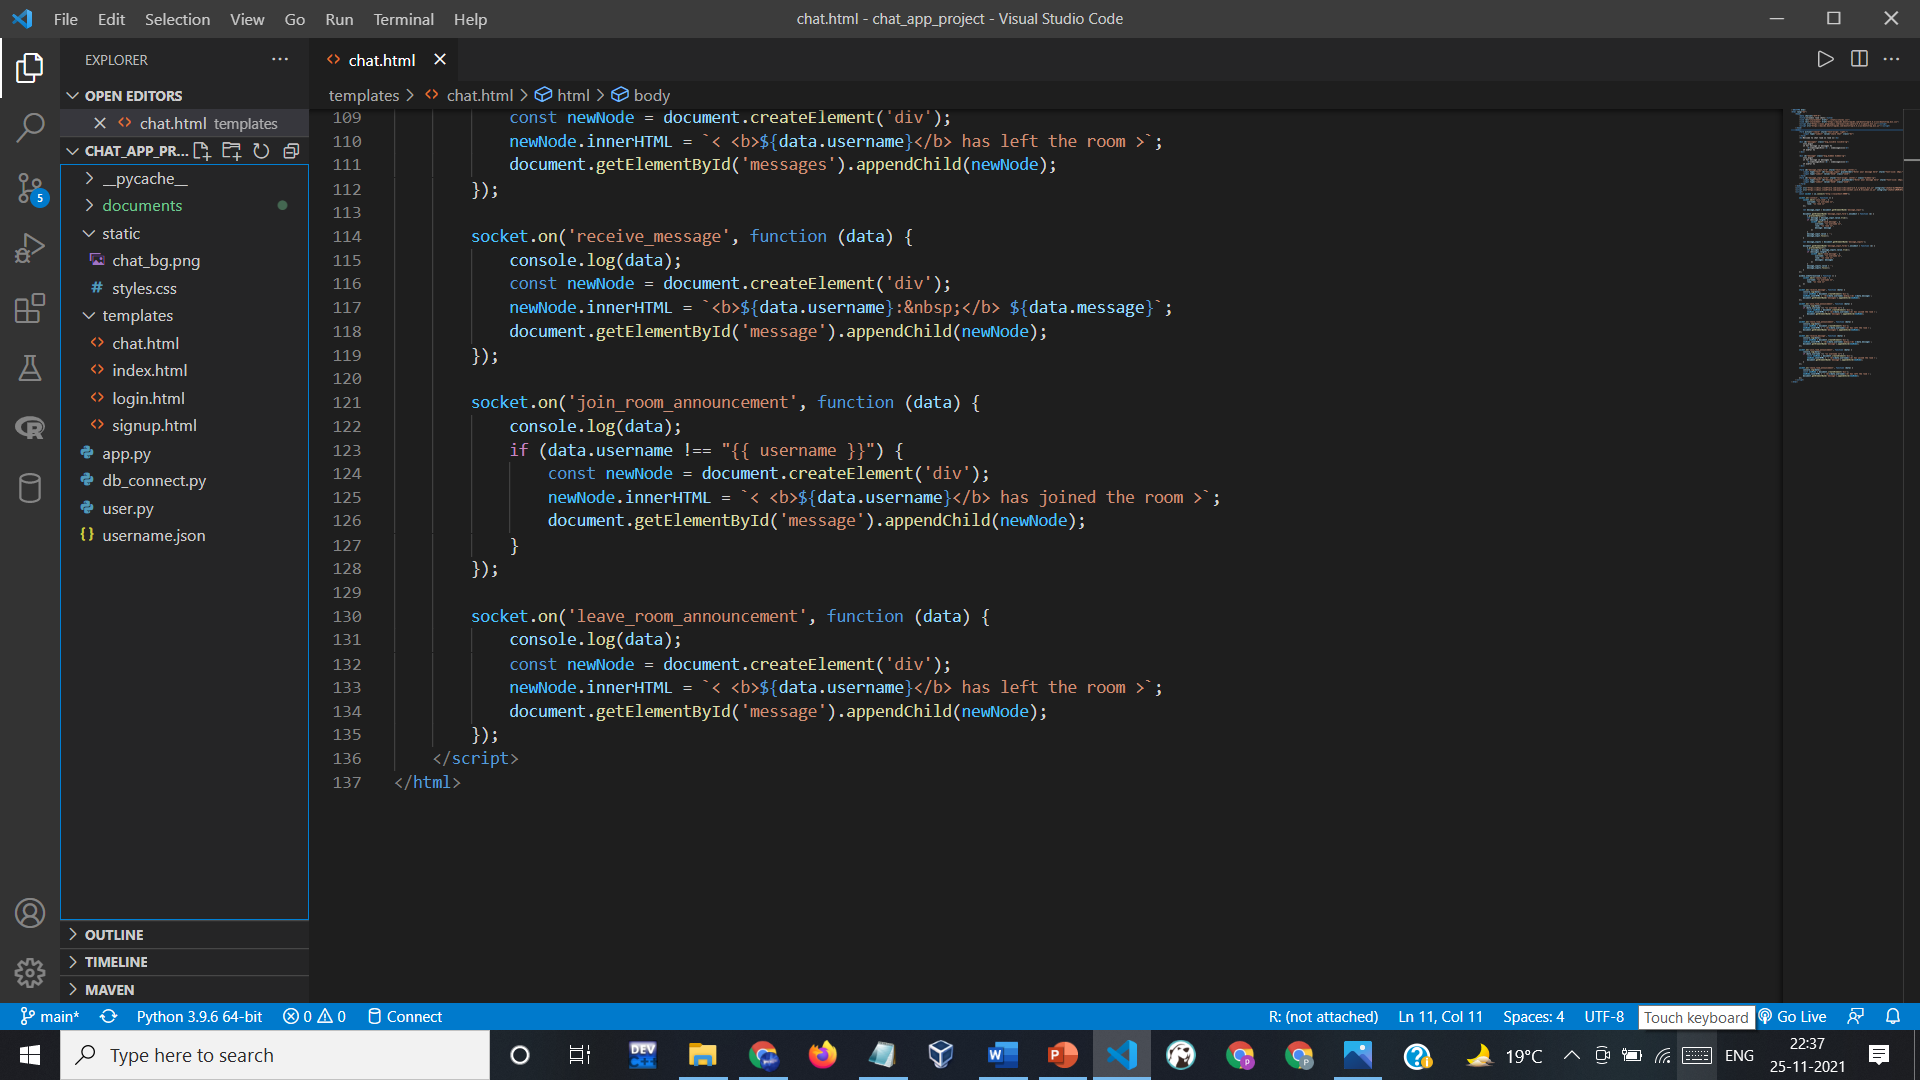 File Edit Selection View Go Run Terminal Help
chat.html - chat_app_project - Visual Studio Code
EXPLORER
chat.html
OPEN EDITORS
templates > chat.html > html > body
chat.html templates
CHAT_APP_PR...
__pycache__
documents
static
chat_bg.png
styles.css
templates
chat.html
index.html
login.html
signup.html
app.py
db_connect.py
user.py
username.json
5
109 const newNode = document.createElement('div');
110 newNode.innerHTML = `< <b>${data.username}</b> has left the room >`;
111 document.getElementById('messages').appendChild(newNode);
112 });
113
114 socket.on('receive_message', function (data) {
115 console.log(data);
116 const newNode = document.createElement('div');
117 newNode.innerHTML = `<b>${data.username}:&nbsp;</b> ${data.message}`;
118 document.getElementById('message').appendChild(newNode);
119 });
120
121 socket.on('join_room_announcement', function (data) {
122 console.log(data);
123 if (data.username !== "{{ username }}") {
124 const newNode = document.createElement('div');
125 newNode.innerHTML = `< <b>${data.username}</b> has joined the room >`;
126 document.getElementById('message').appendChild(newNode);
127 }
128 });
129
130 socket.on('leave_room_announcement', function (data) {
131 console.log(data);
132 const newNode = document.createElement('div');
133 newNode.innerHTML = `< <b>${data.username}</b> has left the room >`;
134 document.getElementById('message').appendChild(newNode);
135 });
136 </script>
137 </html>
OUTLINE
TIMELINE
MAVEN
main* Python 3.9.6 64-bit 0 0 Connect R: (not attached) Ln 11, Col 11 Spaces: 4 UTF-8 Touch keyboard Go Live
Type here to search
DEV C++
19°C
ENG
22:37
25-11-2021